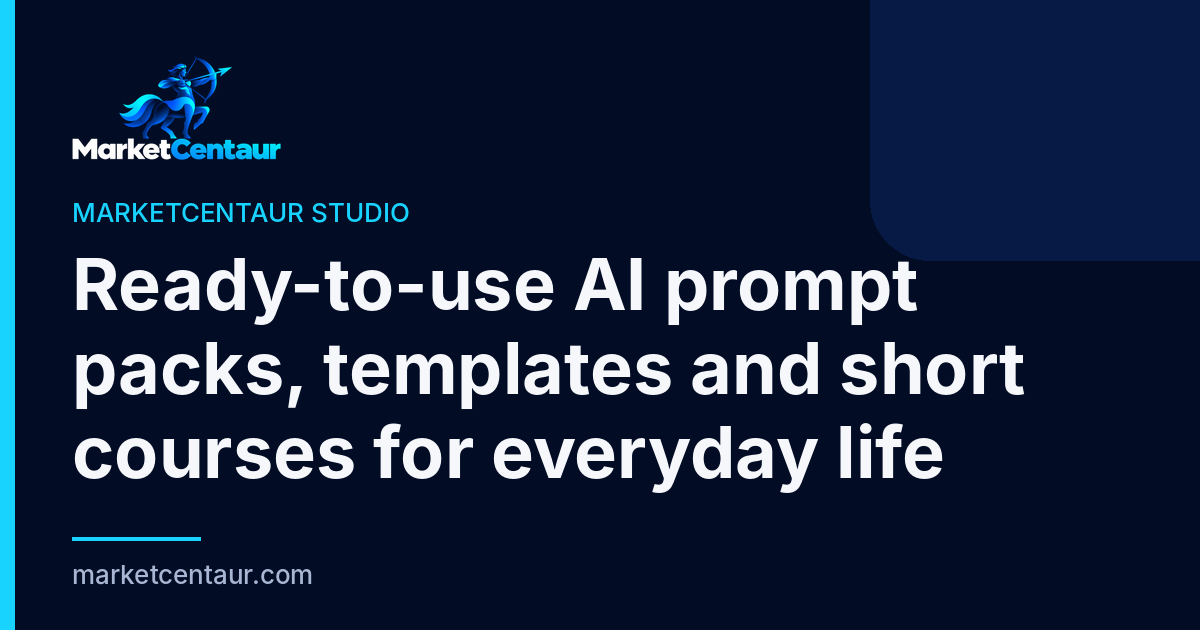 MarketCentaur
MARKETCENTAUR STUDIO
Ready-to-use AI prompt
packs, templates and short
courses for everyday life
marketcentaur.com